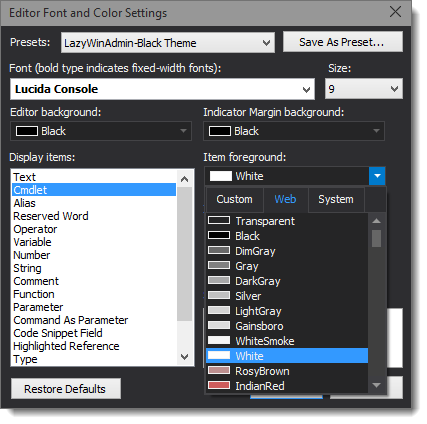 Editor Font and Color Settings
Presets: LazyWinAdmin-Black Theme Save As Preset...
Font (bold type indicates fixed-width fonts): Size:
Lucida Console 9
Editor background: Indicator Margin background:
Black Black
Display items: Item foreground:
White
Text
Cmdlet
Alias
Reserved Word
Operator
Variable
Number
String
Comment
Function
Parameter
Command As Parameter
Code Snippet Field
Highlighted Reference
Type
Custom Web System
Transparent
Black
DimGray
Gray
DarkGray
Silver
LightGray
Gainsboro
WhiteSmoke
White
RosyBrown
IndianRed
Restore Defaults